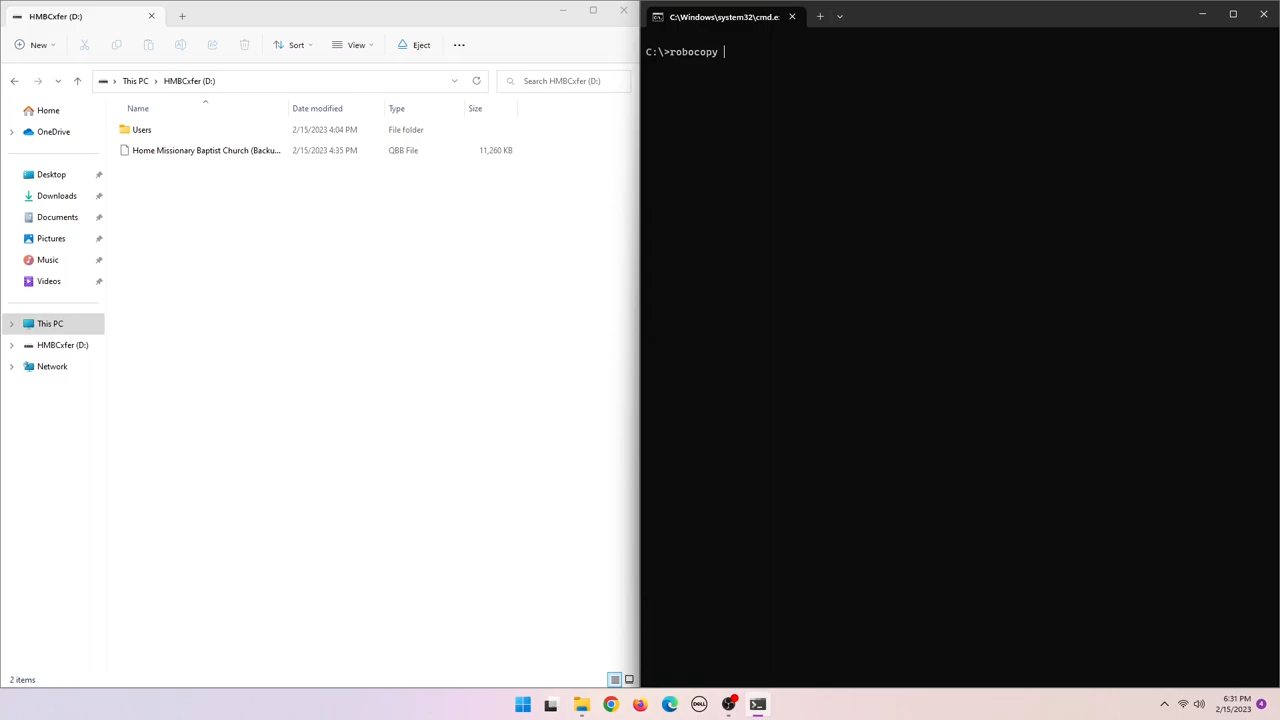 HMBCxfer (D:)
New
Sort
View
Eject
This PC > HMBCxfer (D:)
Search HMBCxfer (D:)
Home
OneDrive
Desktop
Downloads
Documents
Pictures
Music
Videos
This PC
HMBCxfer (D:)
Network
Name Date modified Type Size
Users 2/15/2023 4:04 PM File folder
Home Missionary Baptist Church (Backu... 2/15/2023 4:35 PM QBB File 11,260 KB
2 items
C:\Windows\system32\cmd.e
C:\>robocopy
DELL
6:31 PM
2/15/2023
4